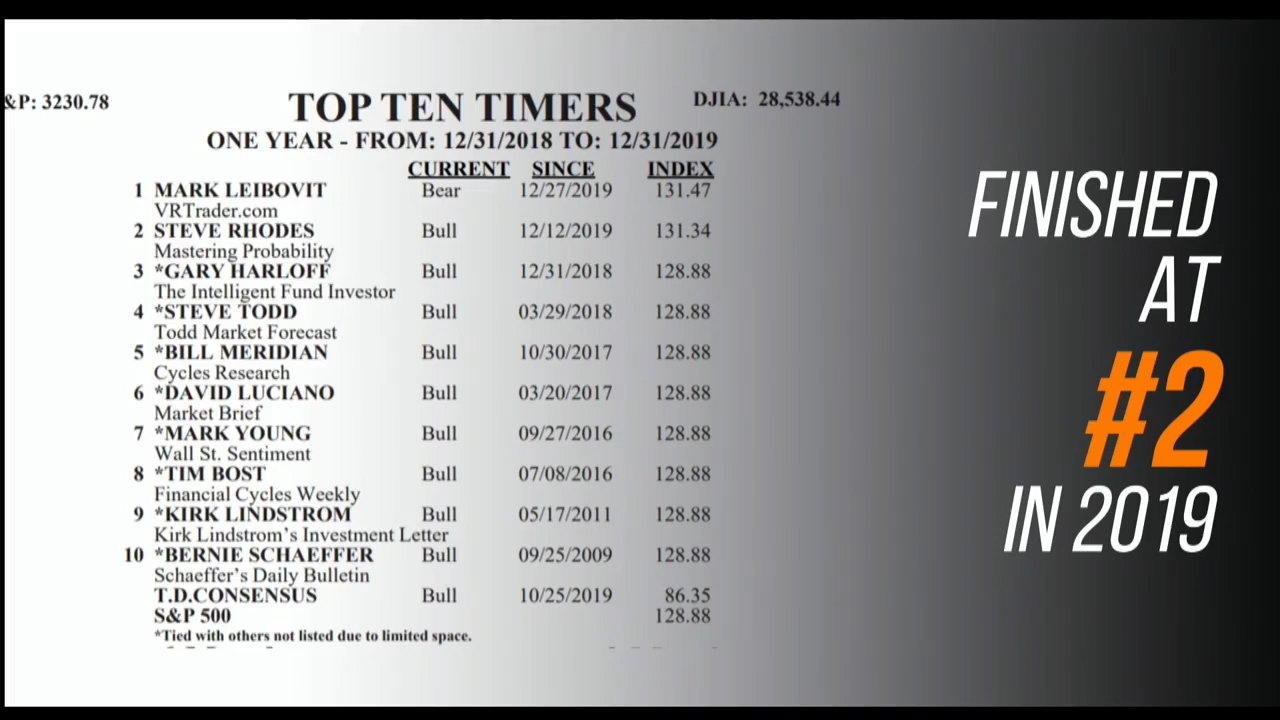 &P: 3230.78
TOP TEN TIMERS
DJIA: 28,538.44
ONE YEAR - FROM: 12/31/2018 TO: 12/31/2019
CURRENT SINCE INDEX
1 MARK LEIBOVIT Bear 12/27/2019 131.47
VRTrader.com
2 STEVE RHODES Bull 12/12/2019 131.34
Mastering Probability
3 *GARY HARLOFF Bull 12/31/2018 128.88
The Intelligent Fund Investor
4 *STEVE TODD Bull 03/29/2018 128.88
Todd Market Forecast
5 *BILL MERIDIAN Bull 10/30/2017 128.88
Cycles Research
6 *DAVID LUCIANO Bull 03/20/2017 128.88
Market Brief
7 *MARK YOUNG Bull 09/27/2016 128.88
Wall St. Sentiment
8 *TIM BOST Bull 07/08/2016 128.88
Financial Cycles Weekly
9 *KIRK LINDSTROM Bull 05/17/2011 128.88
Kirk Lindstrom's Investment Letter
10 *BERNIE SCHAEFFER Bull 09/25/2009 128.88
Schaeffer's Daily Bulletin
T.D.CONSENSUS Bull 10/25/2019 86.35
S&P 500 128.88
*Tied with others not listed due to limited space.
FINISHED
AT
#2
IN 2019